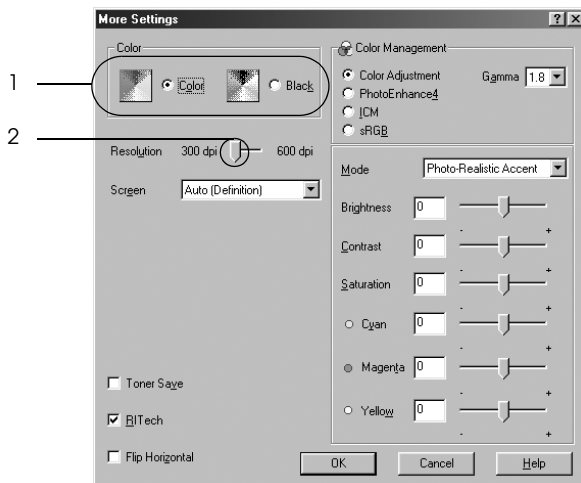 More Settings
1
Color
Color
Black
2
Resolution 300 dpi 600 dpi
Screen Auto (Definition)
Toner Save
RITech
Flip Horizontal
Color Management
Color Adjustment
PhotoEnhance4
ICM
sRGB
Gamma 1.8
Mode Photo-Realistic Accent
Brightness 0
- +
Contrast 0
- +
Saturation 0
- +
Cyan 0
- +
Magenta 0
- +
Yellow 0
- +
OK Cancel Help